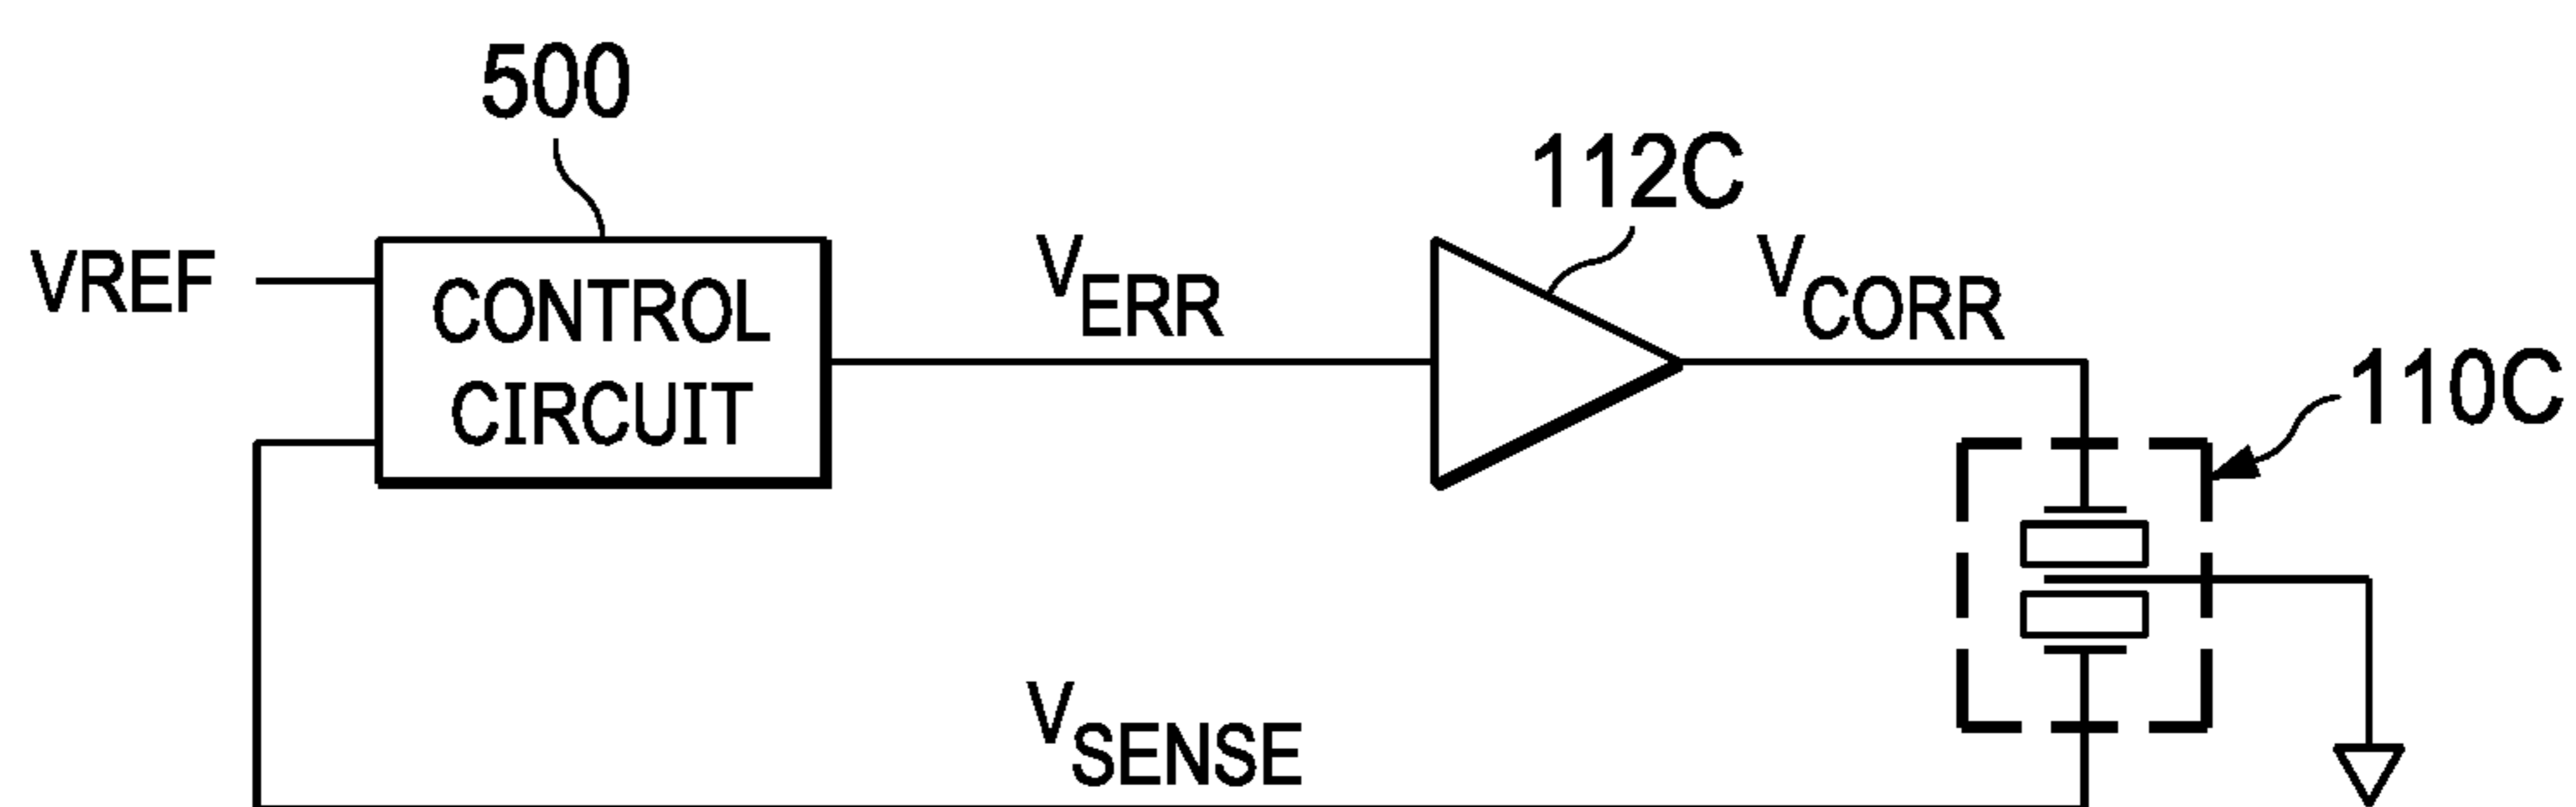 500
112C
VREF
CONTROL
CIRCUIT
VERR
VCORR
110C
VSENSE